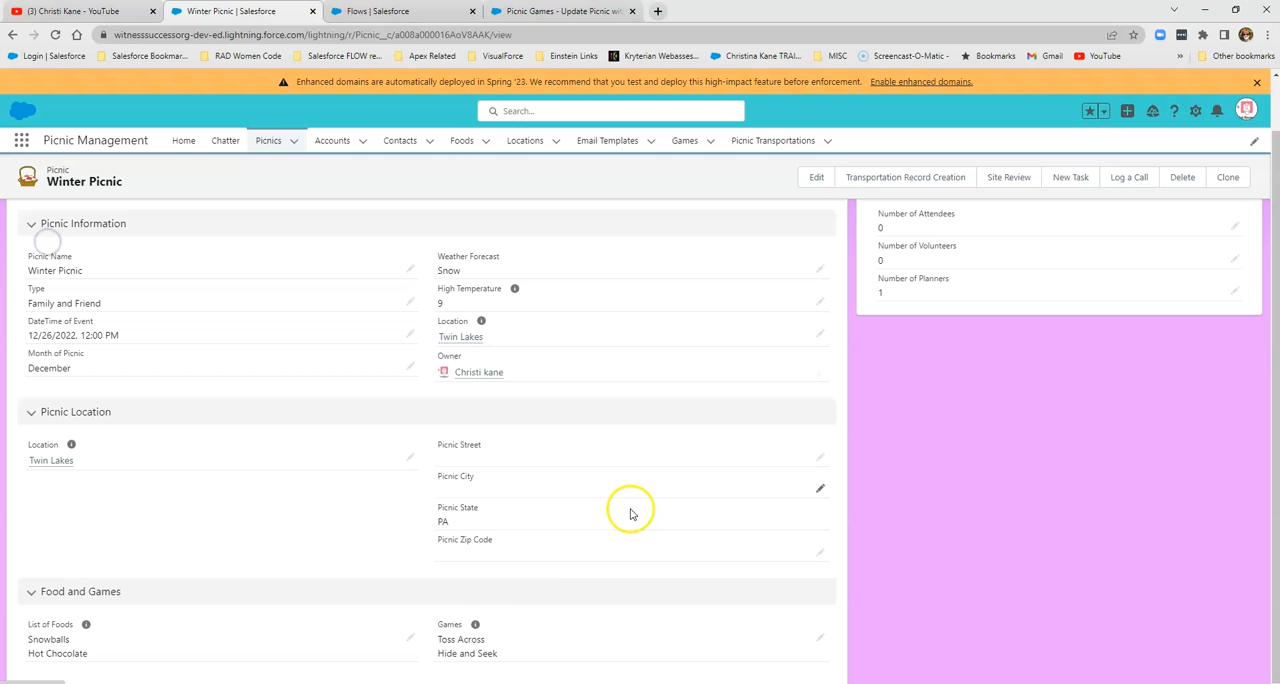 (3) Christi Kane - YouTube
Winter Picnic | Salesforce
Flows | Salesforce
Picnic Games - Update Picnic wit
witnesssuccessorg-dev-ed.lightning.force.com/lightning/r/Picnic__c/a008a000016AoV8AAK/view
Login | Salesforce
Salesforce Bookmar...
Salesforce FLOW re...
RAD Women Code
Apex Related
VisualForce
Einstein Links
Kryterian Webasses...
Christina Kane TRAI...
MISC
Screencast-O-Matic -
Bookmarks
Gmail
YouTube
»
Other bookmarks
Enhanced domains are automatically deployed in Spring '23. We recommend that you test and deploy this high-impact feature before enforcement. Enable enhanced domains.
Search...
Picnic Management
Home
Chatter
Picnics
Accounts
Contacts
Foods
Locations
Email Templates
Games
Picnic Transportations
Picnic
Winter Picnic
Edit
Transportation Record Creation
Site Review
New Task
Log a Call
Delete
Clone
Picnic Information
Picnic Name
Winter Picnic
Type
Family and Friend
DateTime of Event
12/26/2022, 12:00 PM
Month of Picnic
December
Weather Forecast
Snow
High Temperature
9
Location
Twin Lakes
Owner
Christi kane
Number of Attendees
0
Number of Volunteers
0
Number of Planners
1
Picnic Location
Location
Twin Lakes
Picnic Street
Picnic City
Picnic State
PA
Picnic Zip Code
Food and Games
List of Foods
Snowballs
Hot Chocolate
Games
Toss Across
Hide and Seek